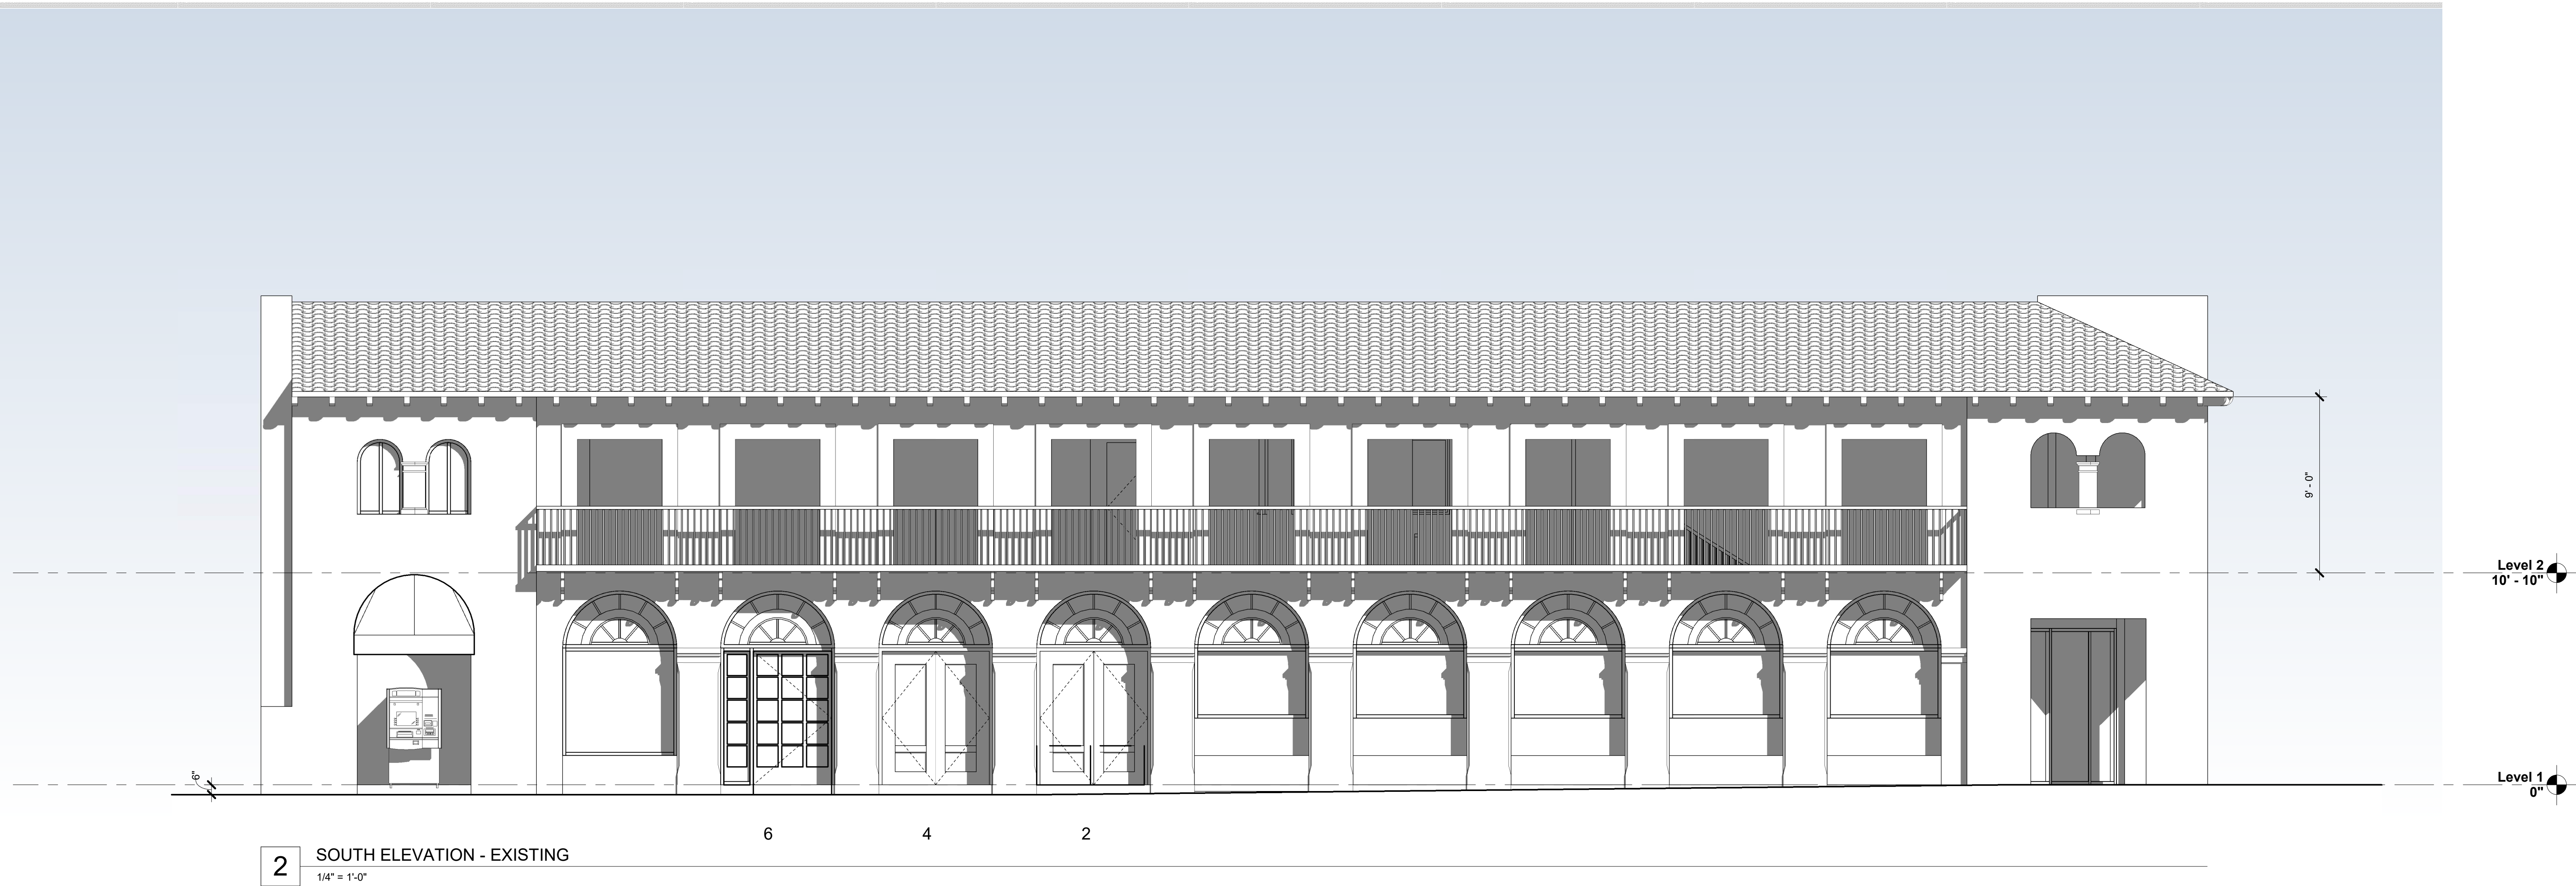 9' - 0"
Level 2
10' - 10"
6"
Level 1
0"
6 4 2
2 SOUTH ELEVATION - EXISTING
1/4" = 1'-0"